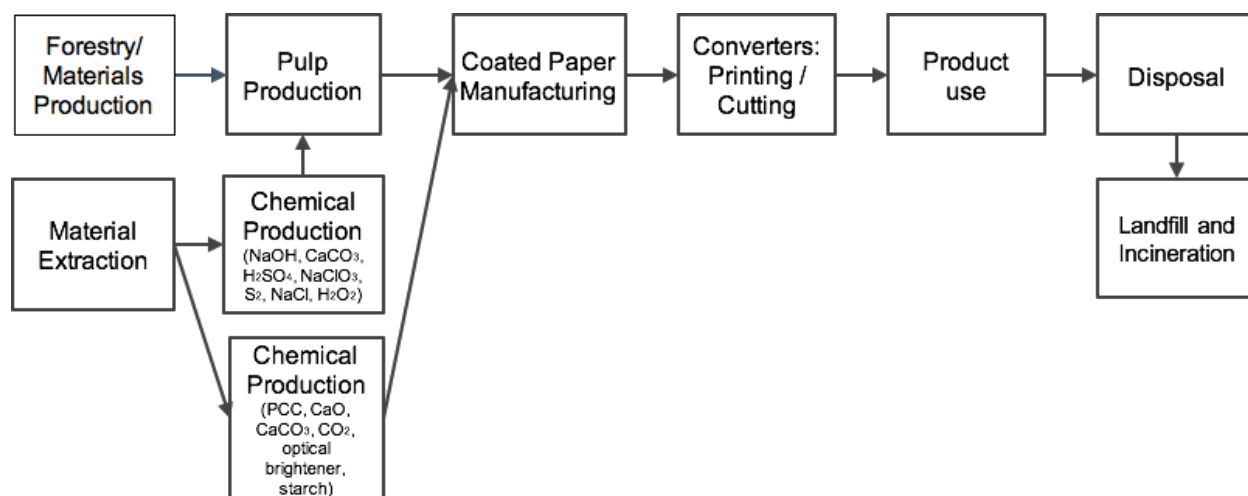 Forestry/
Materials
Production
Pulp
Production
Coated Paper
Manufacturing
Converters:
Printing /
Cutting
Product
use
Disposal
Material
Extraction
Chemical
Production
(NaOH, CaCO₃,
H₂SO₄, NaClO₃,
S₂, NaCl, H₂O₂)
Landfill and
Incineration
Chemical
Production
(PCC, CaO,
CaCO₃, CO₂,
optical
brightener,
starch)